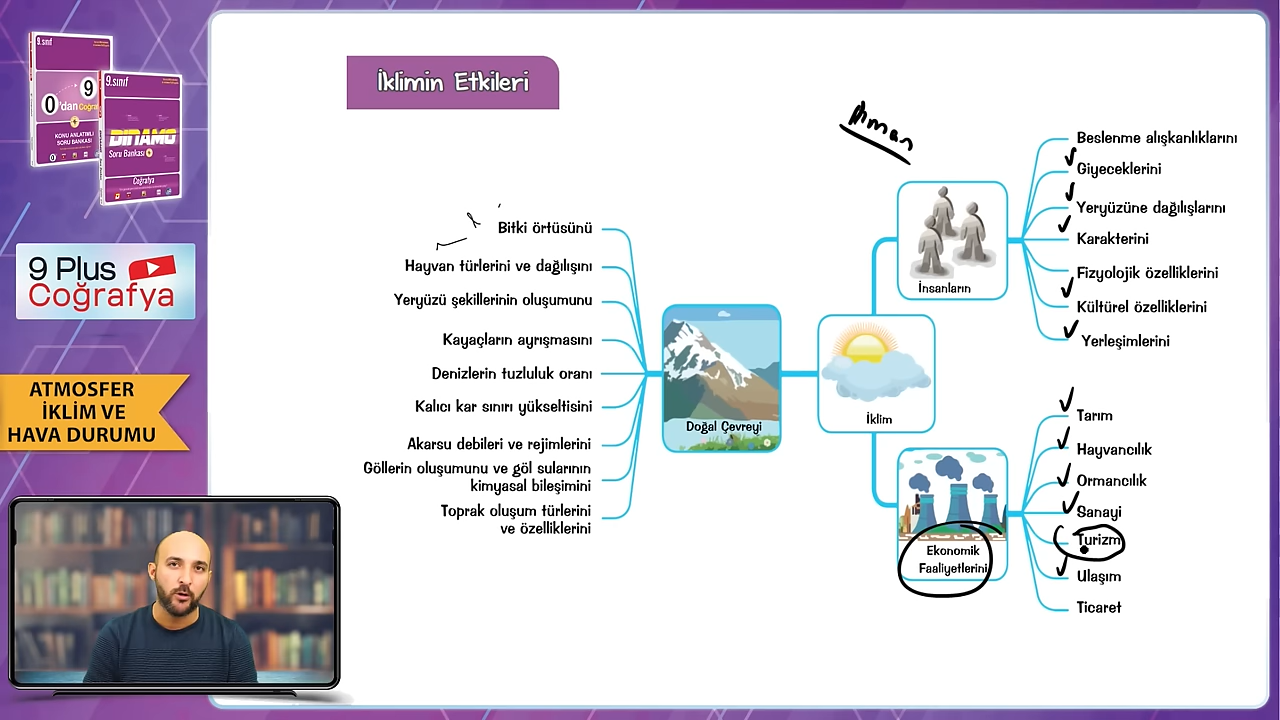 9.sınıf
0'dan 9 Coğrafya
KONU ANLATIMLI
SORU BANKASI
9.sınıf
DİNAMO
Soru Bankası
Coğrafya
9 Plus
Coğrafya
ATMOSFER
İKLİM VE
HAVA DURUMU
İklimin Etkileri
Bitki örtüsünü
Hayvan türlerini ve dağılışını
Yeryüzü şekillerinin oluşumunu
Kayaçların ayrışmasını
Denizlerin tuzluluk oranı
Kalıcı kar sınırı yükseltisini
Akarsu debileri ve rejimlerini
Göllerin oluşumunu ve göl sularının
kimyasal bileşimini
Toprak oluşum türlerini
ve özelliklerini
Doğal Çevreyi
İklim
İnsanların
Beslenme alışkanlıklarını
Giyeceklerini
Yeryüzüne dağılışlarını
Karakterini
Fizyolojik özelliklerini
Kültürel özelliklerini
Yerleşimlerini
Ekonomik
Faaliyetlerini
Tarım
Hayvancılık
Ormancılık
Sanayi
Turizm
Ulaşım
Ticaret